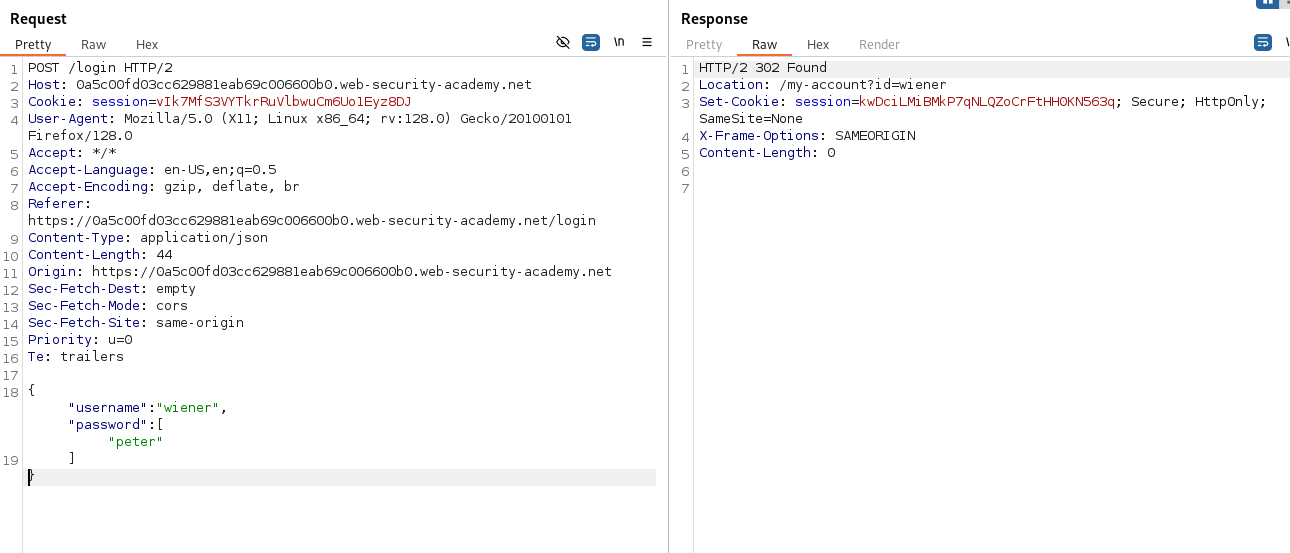 Request
Pretty Raw Hex
\n
1 POST /login HTTP/2
2 Host: 0a5c00fd03cc629881eab69c006600b0.web-security-academy.net
3 Cookie: session=vIk7MfS3VYTkrRuVlbwuCm6Uo1Eyz8DJ
4 User-Agent: Mozilla/5.0 (X11; Linux x86_64; rv:128.0) Gecko/20100101
Firefox/128.0
5 Accept: */*
6 Accept-Language: en-US,en;q=0.5
7 Accept-Encoding: gzip, deflate, br
8 Referer:
https://0a5c00fd03cc629881eab69c006600b0.web-security-academy.net/login
9 Content-Type: application/json
10 Content-Length: 44
11 Origin: https://0a5c00fd03cc629881eab69c006600b0.web-security-academy.net
12 Sec-Fetch-Dest: empty
13 Sec-Fetch-Mode: cors
14 Sec-Fetch-Site: same-origin
15 Priority: u=0
16 Te: trailers
17
18 {
"username":"wiener",
"password":[
"peter"
19 ]
}
Response
Pretty Raw Hex Render
1 HTTP/2 302 Found
2 Location: /my-account?id=wiener
3 Set-Cookie: session=kwDciLMiBMkP7qNLQZoCrFtHHOKN563q; Secure; HttpOnly;
SameSite=None
4 X-Frame-Options: SAMEORIGIN
5 Content-Length: 0
6
7